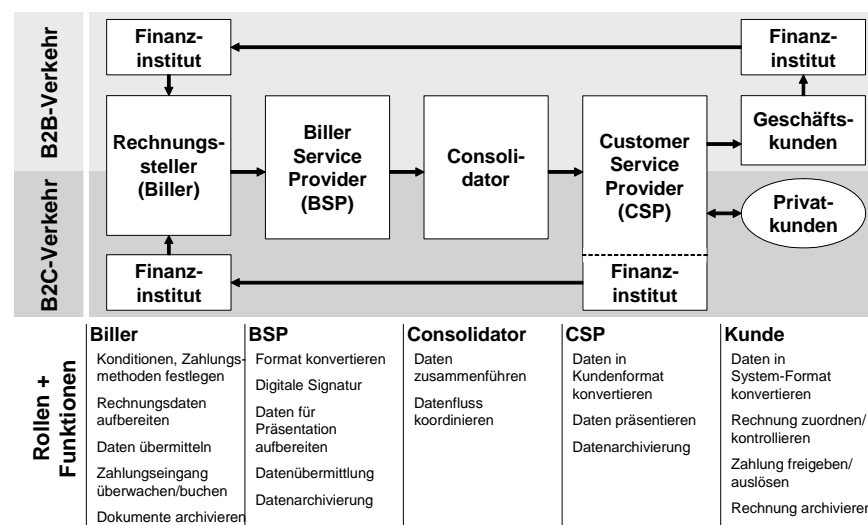 B2B-Verkehr
Finanz-
institut
Finanz-
institut
Rechnungs-
steller
(Biller)
Biller
Service
Provider
(BSP)
Consoli-
dator
Customer
Service
Provider
(CSP)
Geschäfts-
kunden
B2C-Verkehr
Privat-
kunden
Finanz-
institut
Finanz-
institut
Rollen +
Funktionen
Biller
Konditionen, Zahlungs-
methoden festlegen
Rechnungsdaten
aufbereiten
Daten übermitteln
Zahlungseingang
überwachen/buchen
Dokumente archivieren
BSP
Format konvertieren
Digitale Signatur
Daten für
Präsentation
aufbereiten
Datenübermittlung
Datenarchivierung
Consolidator
Daten
zusammenführen
Datenfluss
koordinieren
CSP
Daten in
Kundenformat
konvertieren
Daten präsentieren
Datenarchivierung
Kunde
Daten in
System-Format
konvertieren
Rechnung zuordnen/
kontrollieren
Zahlung freigeben/
auslösen
Rechnung archivieren